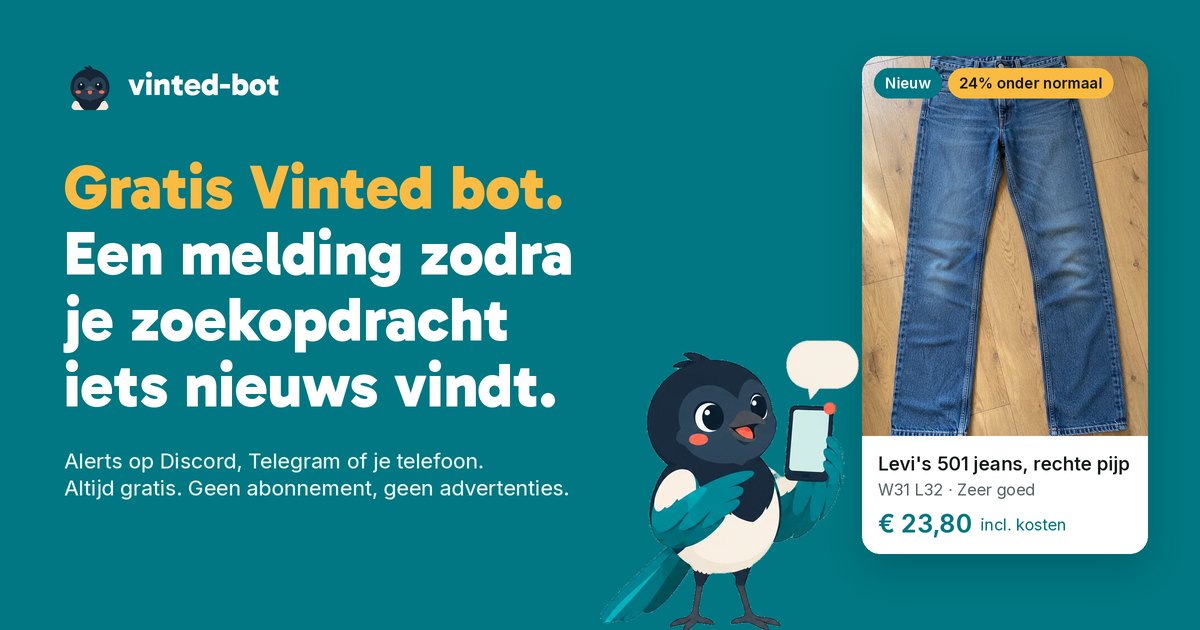 vinted-bot
Gratis Vinted bot.
Een melding zodra
je zoekopdracht
iets nieuws vindt.
Alerts op Discord, Telegram of je telefoon.
Altijd gratis. Geen abonnement, geen advertenties.
Nieuw
24% onder normaal
Levi's 501 jeans, rechte pijp
W31 L32 · Zeer goed
€ 23,80 incl. kosten